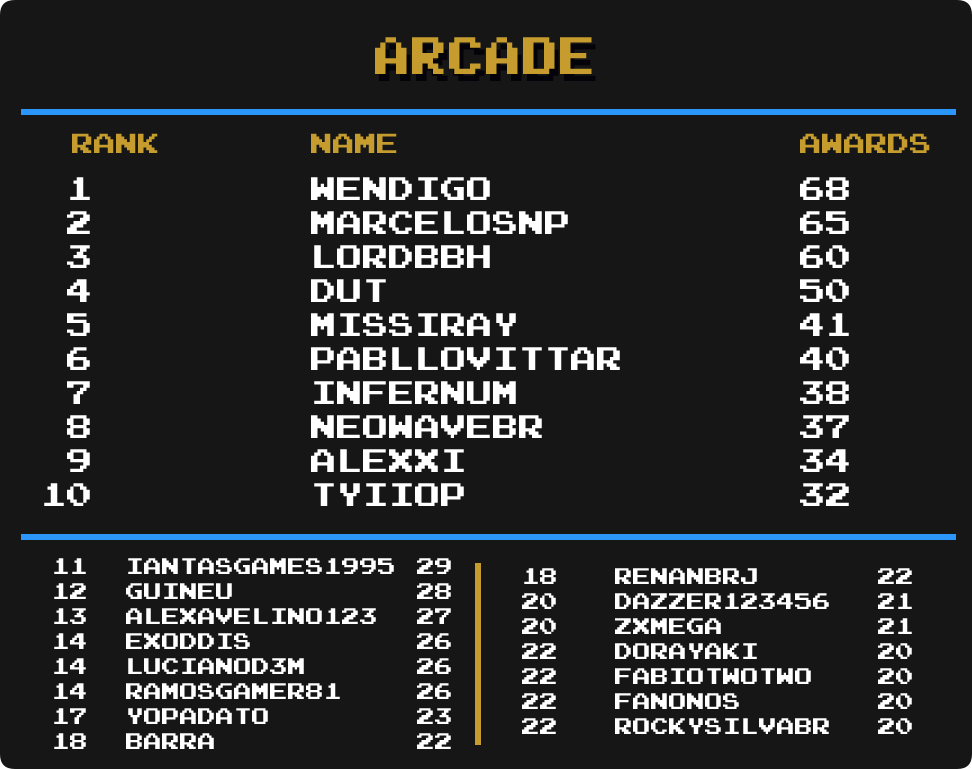 ARCADE
RANK NAME AWARDS
1 WENDIGO 68
2 MARCELOSNP 65
3 LORDBBH 60
4 DUT 50
5 MISSIRAY 41
6 PABLLOVITTAR 40
7 INFERNUM 38
8 NEOWAVEBR 37
9 ALEXXI 34
10 TYIIOP 32
11 IANTASGAMES1995 29
12 GUINEU 28
13 ALEXAVELINO123 27
14 EXODDIS 26
14 LUCIANOD3M 26
14 RAMOSGAMER81 26
17 YOPADATO 23
18 BARRA 22
18 RENANBRJ 22
20 DAZZER123456 21
20 ZXMEGA 21
22 DORAYAKI 20
22 FABIOTWOTWO 20
22 FANONOS 20
22 ROCKYSILVABR 20